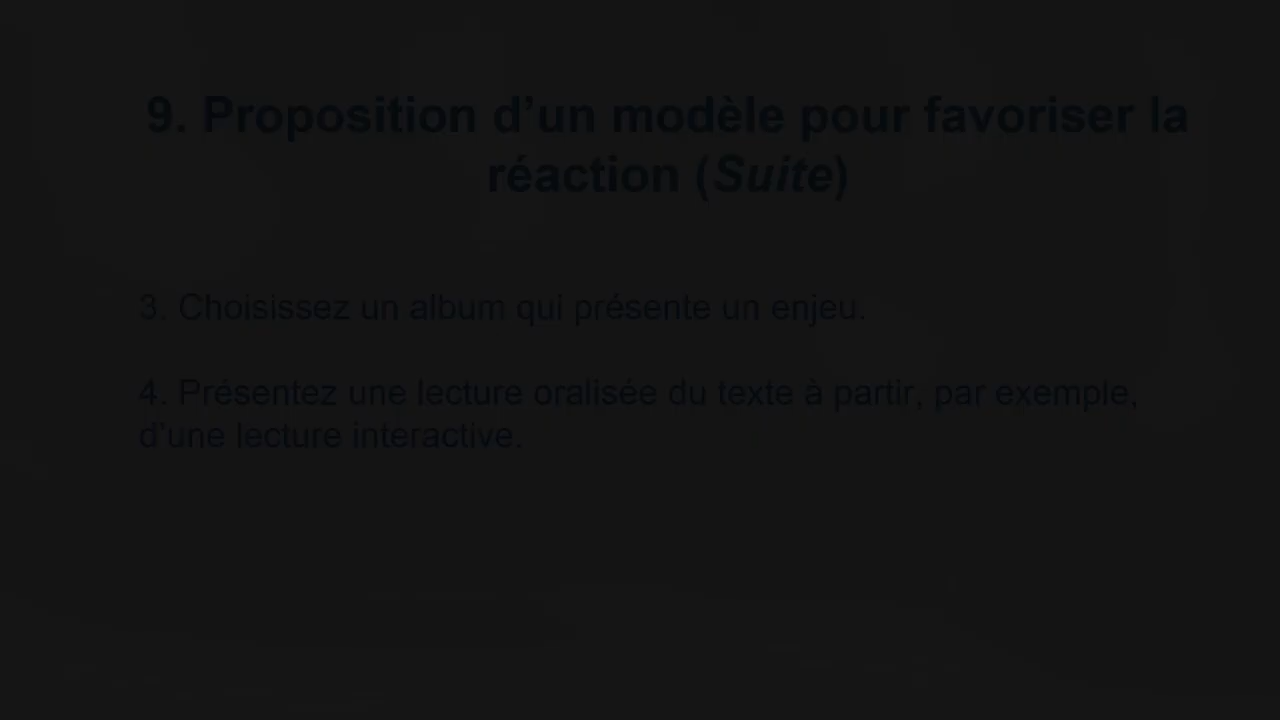 9. Proposition d’un modèle pour favoriser la
réaction (Suite)
3. Choisissez un album qui présente un enjeu.
4. Présentez une lecture oralisée du texte à partir, par exemple,
d’une lecture interactive.